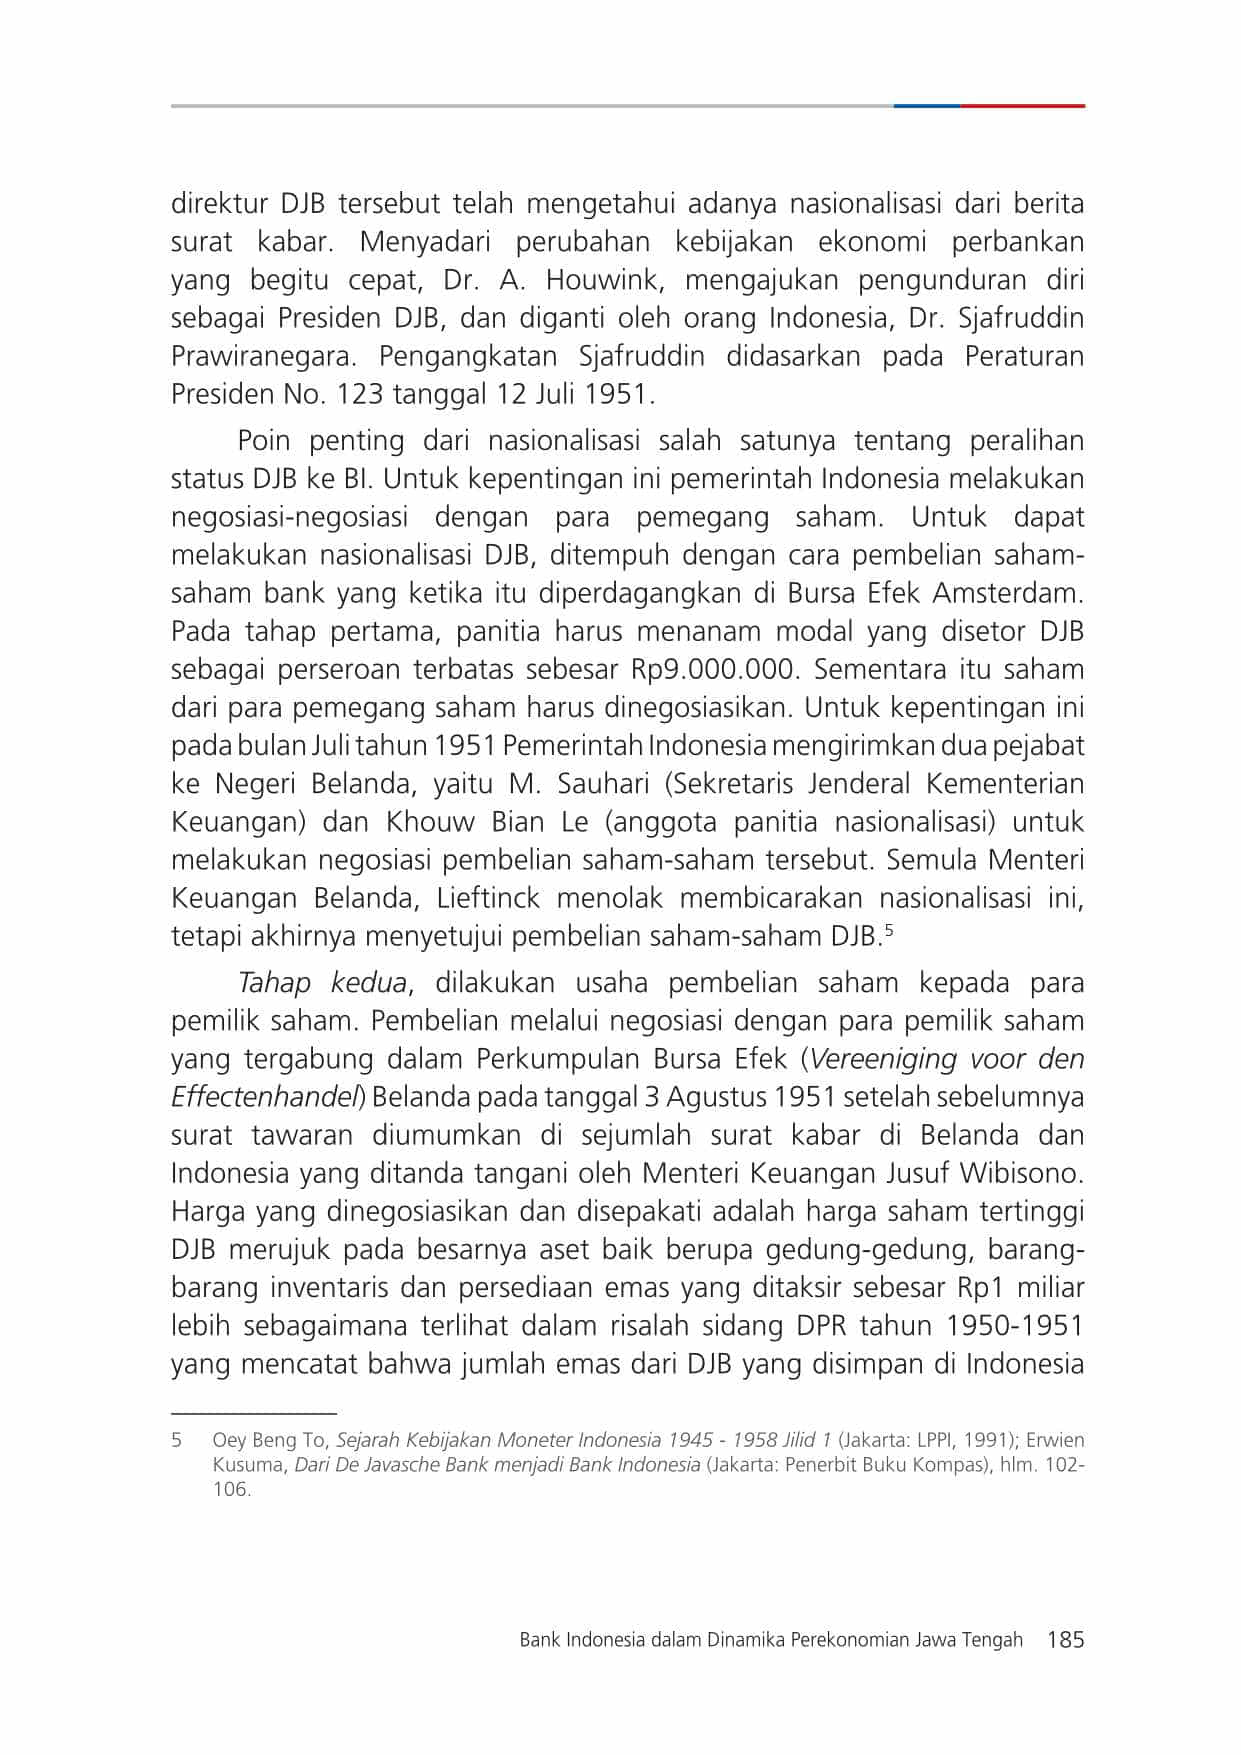 direktur DJB tersebut telah mengetahui adanya nasionalisasi dari berita
surat kabar. Menyadari perubahan kebijakan ekonomi perbankan
yang begitu cepat, Dr. A. Houwink, mengajukan pengunduran diri
sebagai Presiden DJB, dan diganti oleh orang Indonesia, Dr. Sjafruddin
Prawiranegara. Pengangkatan Sjafruddin didasarkan pada Peraturan
Presiden No. 123 tanggal 12 Juli 1951.
Poin penting dari nasionalisasi salah satunya tentang peralihan
status DJB ke BI. Untuk kepentingan ini pemerintah Indonesia melakukan
negosiasi-negosiasi dengan para pemegang saham. Untuk dapat
melakukan nasionalisasi DJB, ditempuh dengan cara pembelian saham-
saham bank yang ketika itu diperdagangkan di Bursa Efek Amsterdam.
Pada tahap pertama, panitia harus menanam modal yang disetor DJB
sebagai perseroan terbatas sebesar Rp9.000.000. Sementara itu saham
dari para pemegang saham harus dinegosiasikan. Untuk kepentingan ini
pada bulan Juli tahun 1951 Pemerintah Indonesia mengirimkan dua pejabat
ke Negeri Belanda, yaitu M. Sauhari (Sekretaris Jenderal Kementerian
Keuangan) dan Khouw Bian Le (anggota panitia nasionalisasi) untuk
melakukan negosiasi pembelian saham-saham tersebut. Semula Menteri
Keuangan Belanda, Lieftinck menolak membicarakan nasionalisasi ini,
tetapi akhirnya menyetujui pembelian saham-saham DJB.5
Tahap kedua, dilakukan usaha pembelian saham kepada para
pemilik saham. Pembelian melalui negosiasi dengan para pemilik saham
yang tergabung dalam Perkumpulan Bursa Efek (Vereeniging voor den
Effectenhandel) Belanda pada tanggal 3 Agustus 1951 setelah sebelumnya
surat tawaran diumumkan di sejumlah surat kabar di Belanda dan
Indonesia yang ditanda tangani oleh Menteri Keuangan Jusuf Wibisono.
Harga yang dinegosiasikan dan disepakati adalah harga saham tertinggi
DJB merujuk pada besarnya aset baik berupa gedung-gedung, barang-
barang inventaris dan persediaan emas yang ditaksir sebesar Rp1 miliar
lebih sebagaimana terlihat dalam risalah sidang DPR tahun 1950-1951
yang mencatat bahwa jumlah emas dari DJB yang disimpan di Indonesia
5 Oey Beng To, Sejarah Kebijakan Moneter Indonesia 1945 - 1958 Jilid 1 (Jakarta: LPPI, 1991); Erwien
Kusuma, Dari De Javasche Bank menjadi Bank Indonesia (Jakarta: Penerbit Buku Kompas), hlm. 102-
106.
Bank Indonesia dalam Dinamika Perekonomian Jawa Tengah 185